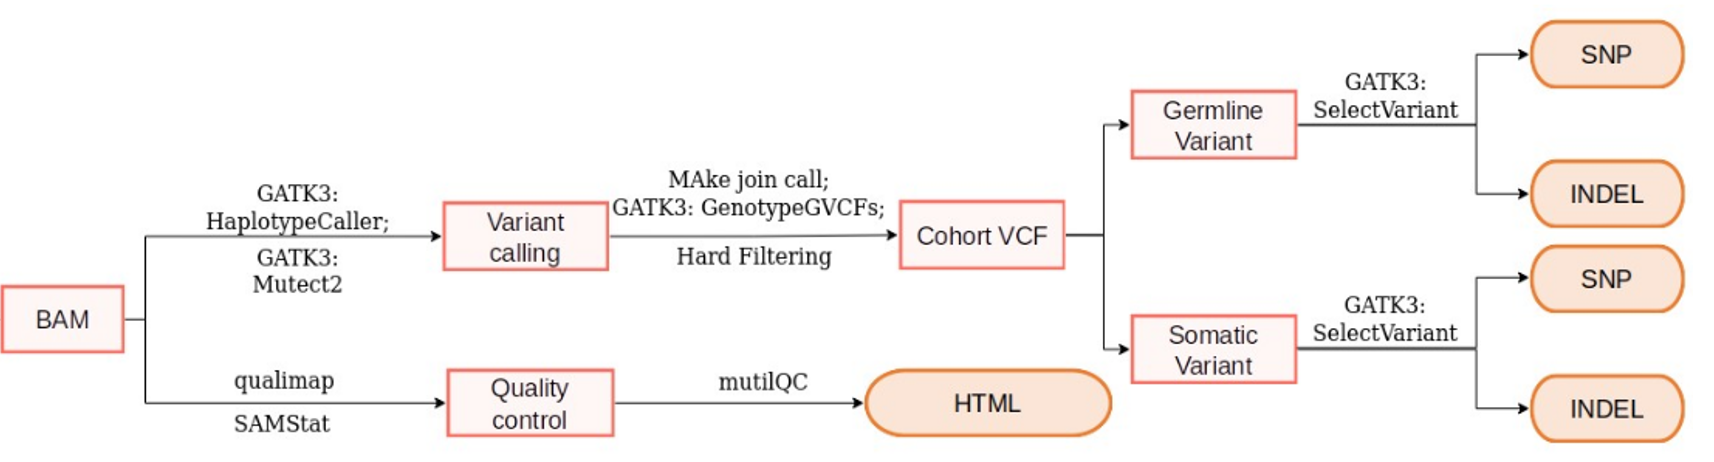 BAM
GATK3:
HaplotypeCaller;
GATK3:
Mutect2
Variant
calling
MAke join call;
GATK3: GenotypeGVCFs;
Hard Filtering
Cohort VCF
Germline
Variant
GATK3:
SelectVariant
SNP
INDEL
Somatic
Variant
GATK3:
SelectVariant
SNP
INDEL
qualimap
SAMStat
Quality
control
mutilQC
HTML